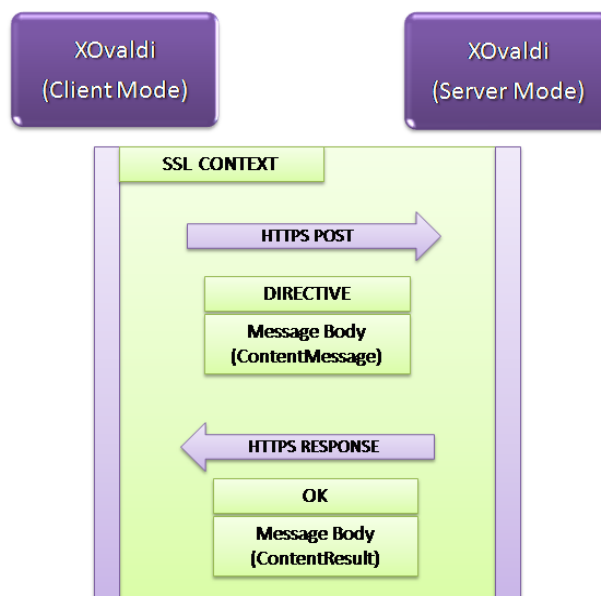 XOvaldi
(Client Mode)
XOvaldi
(Server Mode)
SSL CONTEXT
HTTPS POST
DIRECTIVE
Message Body
(ContentMessage)
HTTPS RESPONSE
OK
Message Body
(ContentResult)